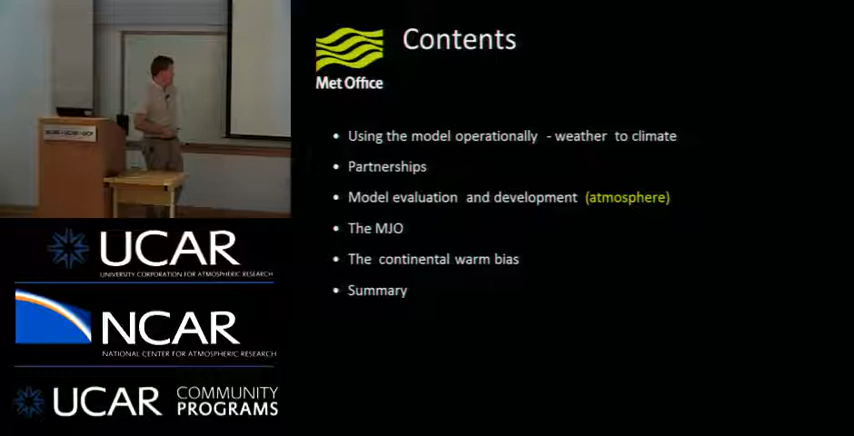 Contents
Met Office
• Using the model operationally - weather to climate
• Partnerships
• Model evaluation and development (atmosphere)
• The MJO
• The continental warm bias
• Summary
UCAR
UNIVERSITY CORPORATION FOR ATMOSPHERIC RESEARCH
NCAR
NATIONAL CENTER FOR ATMOSPHERIC RESEARCH
UCAR COMMUNITY
PROGRAMS